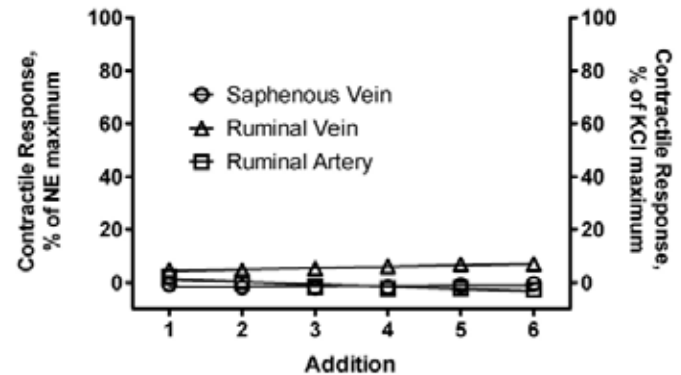 Contractile Response,
% of NE maximum
100
80
60
40
20
0
Saphenous Vein
Ruminal Vein
Ruminal Artery
100
80
60
40
20
0
Contractile Response,
% of KCl maximum
1 2 3 4 5 6
Addition